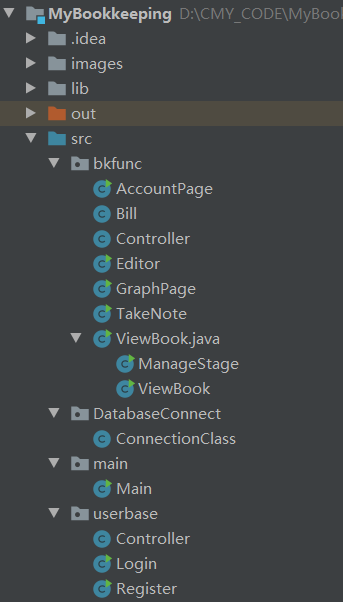 MyBookkeeping D:\CMY_CODE\MyBoo
.idea
images
lib
out
src
bkfunc
AccountPage
Bill
Controller
Editor
GraphPage
TakeNote
ViewBook.java
ManageStage
ViewBook
DatabaseConnect
ConnectionClass
main
Main
userbase
Controller
Login
Register